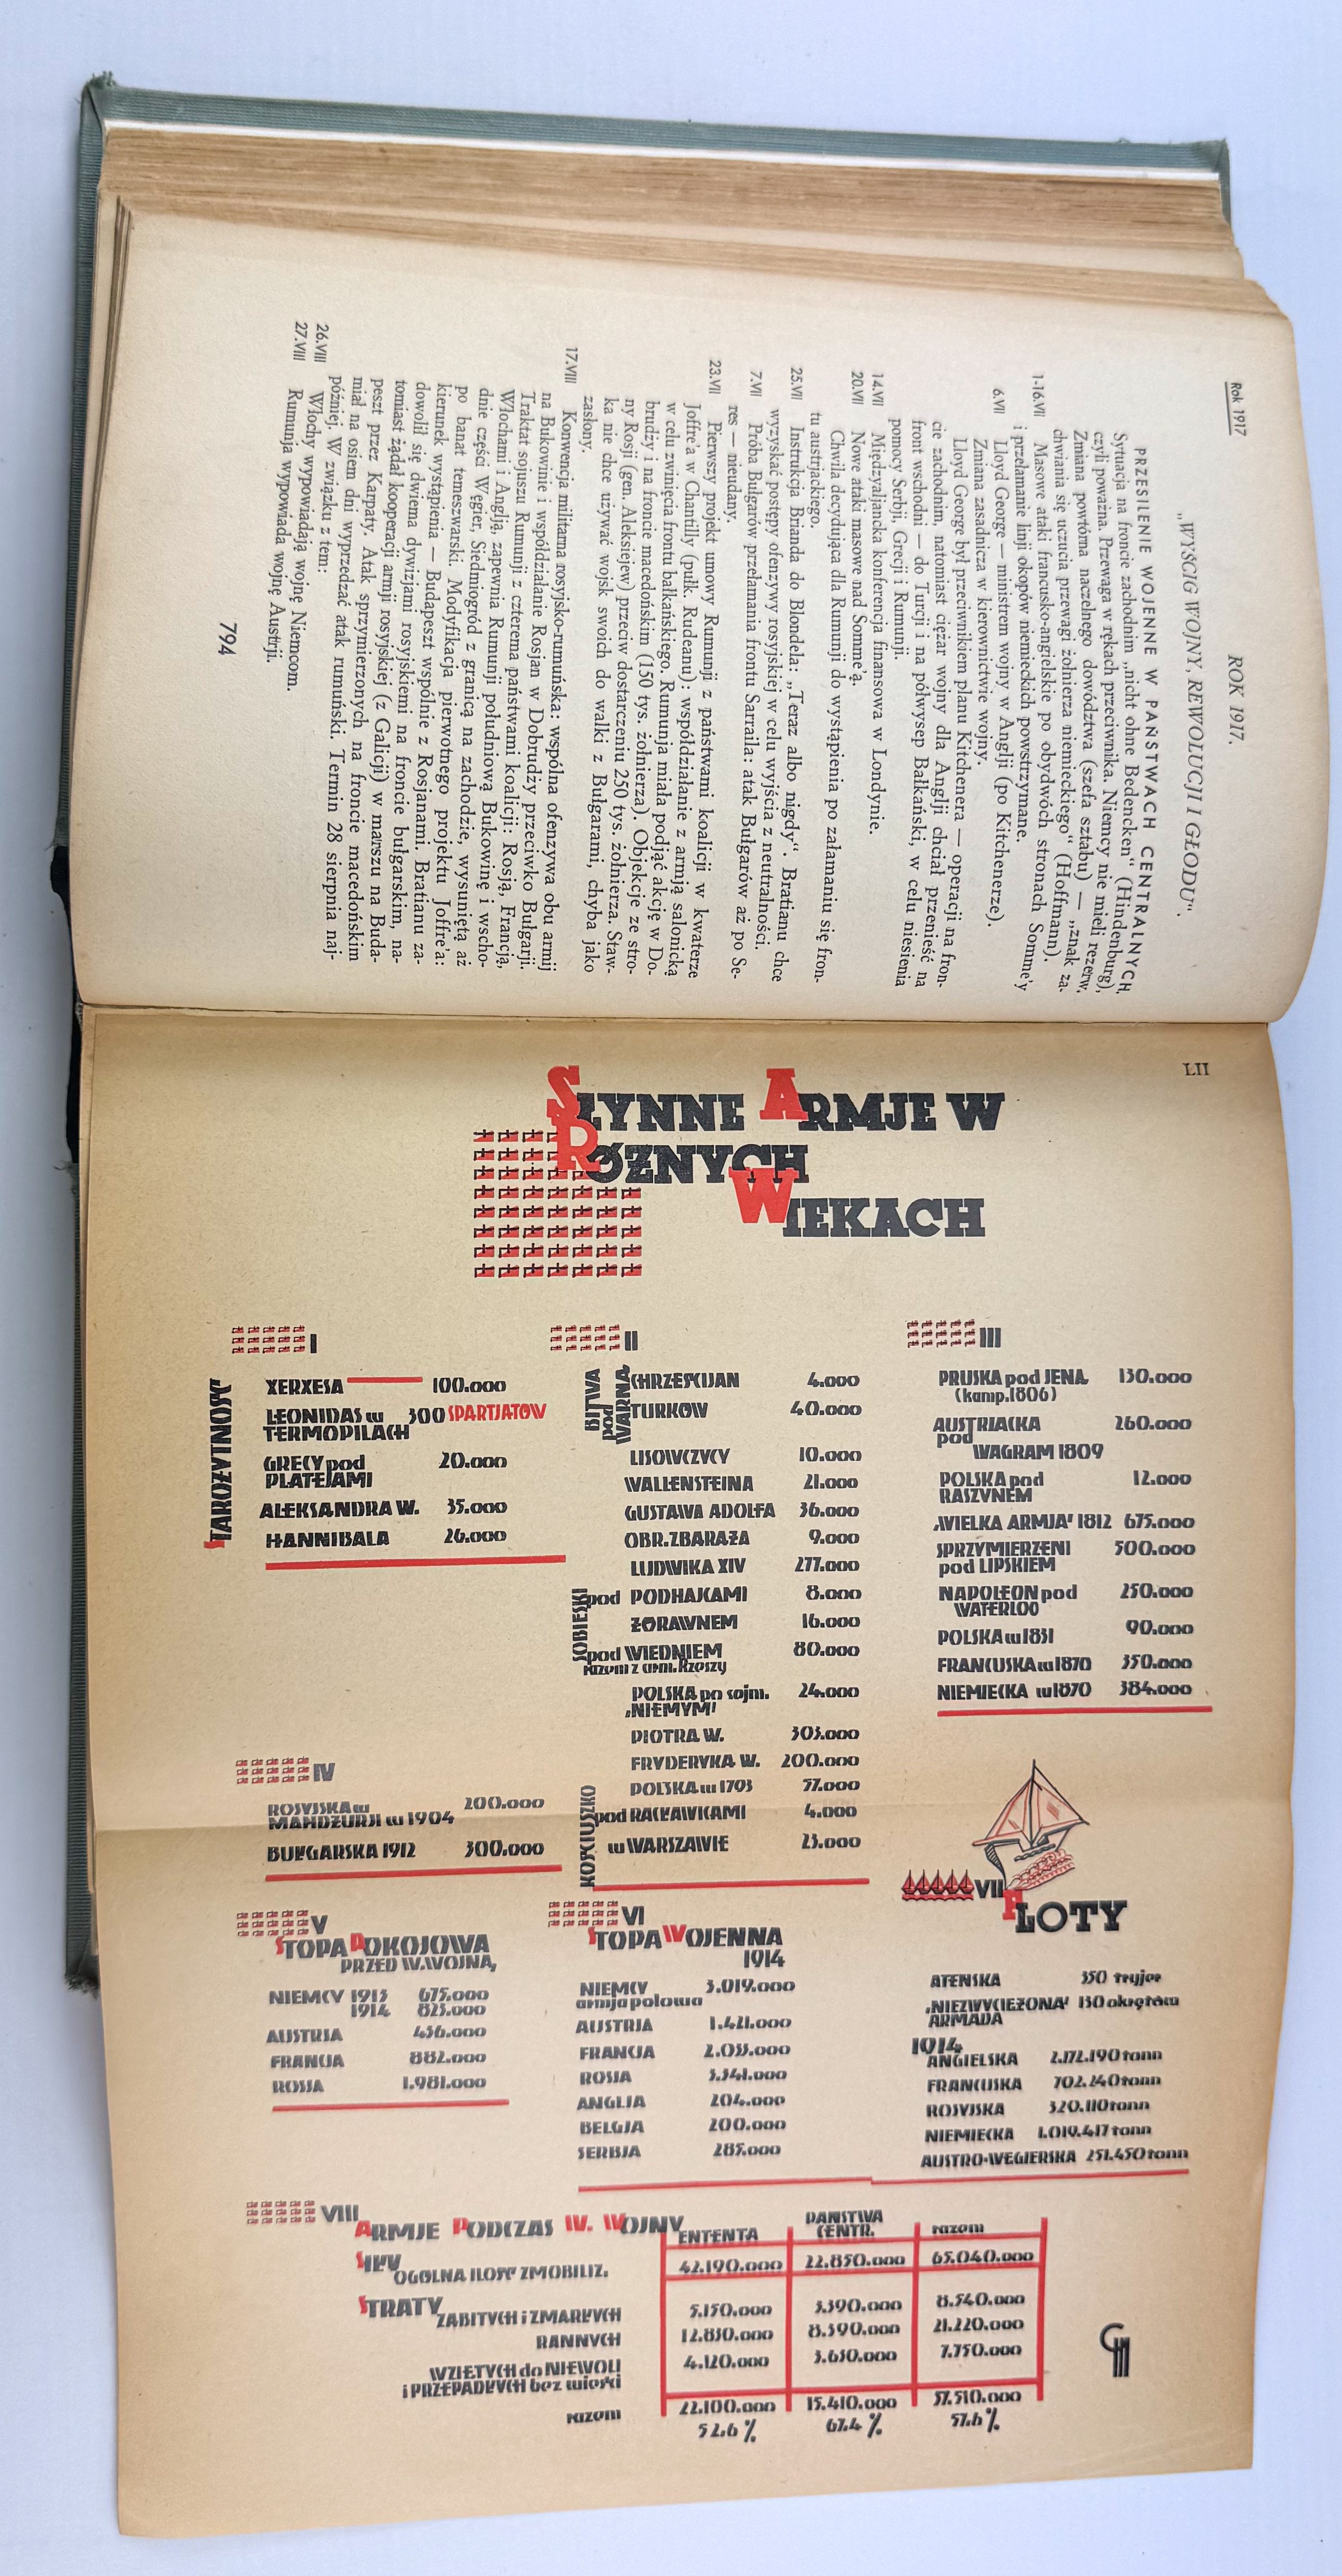 Rok 1917
ROK 1917.
„WYŚCIG WOJNY, REWOLUCJI I GŁODU".
PRZESILENIE WOJENNE W PAŃSTWACH CENTRALNYCH.
Sytuacja na froncie zachodnim „nicht ohne Bedencken" (Hindenburg),
czyli poważna. Przewaga w rękach przeciwnika. Niemcy nie mieli rezerw.
Zmiana powtórna naczelnego dowództwa (szefa sztabu) — „znak za-
chwiania się uczucia przewagi żołnierza niemieckiego" (Hoffmann).
1-16.VII Masowe ataki francusko-angielskie po obydwóch stronach Somme'y
i przełamanie linji okopów niemieckich powstrzymane.
6.VII Lloyd George — ministrem wojny w Anglji (po Kitchenerze).
Zmiana zasadnicza w kierownictwie wojny.
Lloyd George był przeciwnikiem planu Kitchenera — operacji na fron-
cie zachodnim, natomiast ciężar wojny dla Anglji chciał przenieść na
front wschodni — do Turcji i na półwysep Bałkański, w celu niesienia
pomocy Serbji, Grecji i Rumunji.
14.VII Międzyaljancka konferencja finansowa w Londynie.
20.VII Nowe ataki masowe nad Somme'ą.
Chwila decydująca dla Rumunji do wystąpienia po załamaniu się fron-
tu austrjackiego.
25.VII Instrukcja Brianda do Blondela: „Teraz albo nigdy". Bratianu chce
wyzyskać postępy ofenzywy rosyjskiej w celu wyjścia z neutralności.
7.VII Próba Bułgarów przełamania frontu Sarraila: atak Bułgarów aż po Se-
res — nieudany.
23.VII Pierwszy projekt umowy Rumunji z państwami koalicji w kwaterze
Joffre'a w Chantilly (pułk. Rudeanu): współdziałanie z armją salonicką
w celu zwinięcia frontu bałkańskiego. Rumunja miała podjąć akcję w Do-
brudży i na froncie macedońskim (150 tys. żołnierza). Objekcje ze stro-
ny Rosji (gen. Aleksiejew) przeciw dostarczeniu 250 tys. żołnierza. Staw-
ka nie chce używać wojsk swoich do walki z Bułgarami, chyba jako
zasłony.
17.VIII Konwencja militarna rosyjsko-rumuńska: wspólna ofenzywa obu armij
na Bukowinie i współdziałanie Rosjan w Dobrudży przeciwko Bułgarji.
Traktat sojuszu Rumunji z czterema państwami koalicji: Rosją, Francją,
Włochami i Anglją, zapewnia Rumunji południową Bukowinę i wscho-
dnie części Węgier, Siedmiogród z granicą na zachodzie, wysuniętą aż
po banat temeszwarski. Modyfikacja pierwotnego projektu Joffre'a:
kierunek wystąpienia — Budapeszt wspólnie z Rosjanami. Bratianu za-
dowolił się dwiema dywizjami rosyjskiemi na froncie bułgarskim, na-
tomiast żądał kooperacji armji rosyjskiej (z Galicji) w marszu na Buda-
peszt przez Karpaty. Atak sprzymierzonych na froncie macedońskim
miał na osiem dni wyprzedzać atak rumuński. Termin 28 sierpnia naj-
później. W związku z tem:
26.VIII Włochy wypowiadają wojnę Niemcom.
27.VIII Rumunja wypowiada wojnę Austrji.
794
LII
SŁYNNE ARMJE W
RÓŻNYCH
WIEKACH
I
STAROŻYTNOŚĆ
XERXESA 100.000
LEONIDAS w 300 SPARTJATÓW
TERMOPILACH
GRECY pod 20.000
PLATEJAMI
ALEKSANDRA W. 35.000
HANNIBALA 26.000
II
BITWA pod WARNĄ
CHRZEŚCIJAN 4.000
TURKÓW 40.000
LISOWCZYCY 10.000
WALLENSTEINA 21.000
GUSTAWA ADOLFA 36.000
OBR. ZBARAŻA 9.000
LUDWIKA XIV 277.000
SOBIESKI
pod PODHAJCAMI 8.000
ŻÓRAWNEM 16.000
pod WIEDNIEM 80.000
razem z arm. Rzeszy
POLSKA po sejm. 24.000
„NIEMYM"
PIOTRA W. 303.000
FRYDERYKA W. 200.000
POLSKA w 1703 57.000
KOŚCIUSZKO
pod RACŁAWICAMI 4.000
w WARSZAWIE 23.000
III
PRUSKA pod JENĄ 130.000
(kamp. 1806)
AUSTRJACKA 260.000
pod
WAGRAM 1809
POLSKA pod 12.000
RASZYNEM
„WIELKA ARMJA" 1812 675.000
SPRZYMIERZENI 500.000
pod LIPSKIEM
NAPOLEON pod 250.000
WATERLOO
POLSKA w 1831 90.000
FRANCUSKA w 1870 350.000
NIEMIECKA w 1870 384.000
IV
ROSYJSKA w 200.000
MANDŻURJI w 1904
BUŁGARSKA 1912 300.000
V
STOPA POKOJOWA
PRZED W. WOJNĄ
NIEMCY 1913 675.000
1914 823.000
AUSTRJA 456.000
FRANCJA 882.000
ROSJA 1.981.000
VI
STOPA WOJENNA
1914
NIEMCY 3.019.000
armja polowa
AUSTRJA 1.421.000
FRANCJA 2.033.000
ROSJA 3.341.000
ANGLJA 204.000
BELGJA 200.000
SERBJA 285.000
VII
FLOTY
ATEŃSKA 350 tryjer
„NIEZWYCIĘŻONA" 130 okrętów
ARMADA
1914
ANGIELSKA 2.172.190 tonn
FRANCUSKA 702.240 tonn
ROSYJSKA 320.110 tonn
NIEMIECKA 1.019.417 tonn
AUSTRO-WĘGIERSKA 251.450 tonn
VIII
ARMJE PODCZAS W. WOJNY
ENTENTA PAŃSTWA CENTR. razem
SIŁY
OGÓLNA ILOŚĆ ZMOBILIZ. 42.190.000 22.850.000 65.040.000
STRATY
ZABITYCH i ZMARŁYCH 5.150.000 3.390.000 8.540.000
RANNYCH 12.830.000 8.390.000 21.220.000
WZIĘTYCH do NIEWOLI 4.120.000 3.630.000 7.750.000
i PRZEPADŁYCH bez wieści
razem 22.100.000 15.410.000 37.510.000
52.6 % 67.4 % 57.6 %